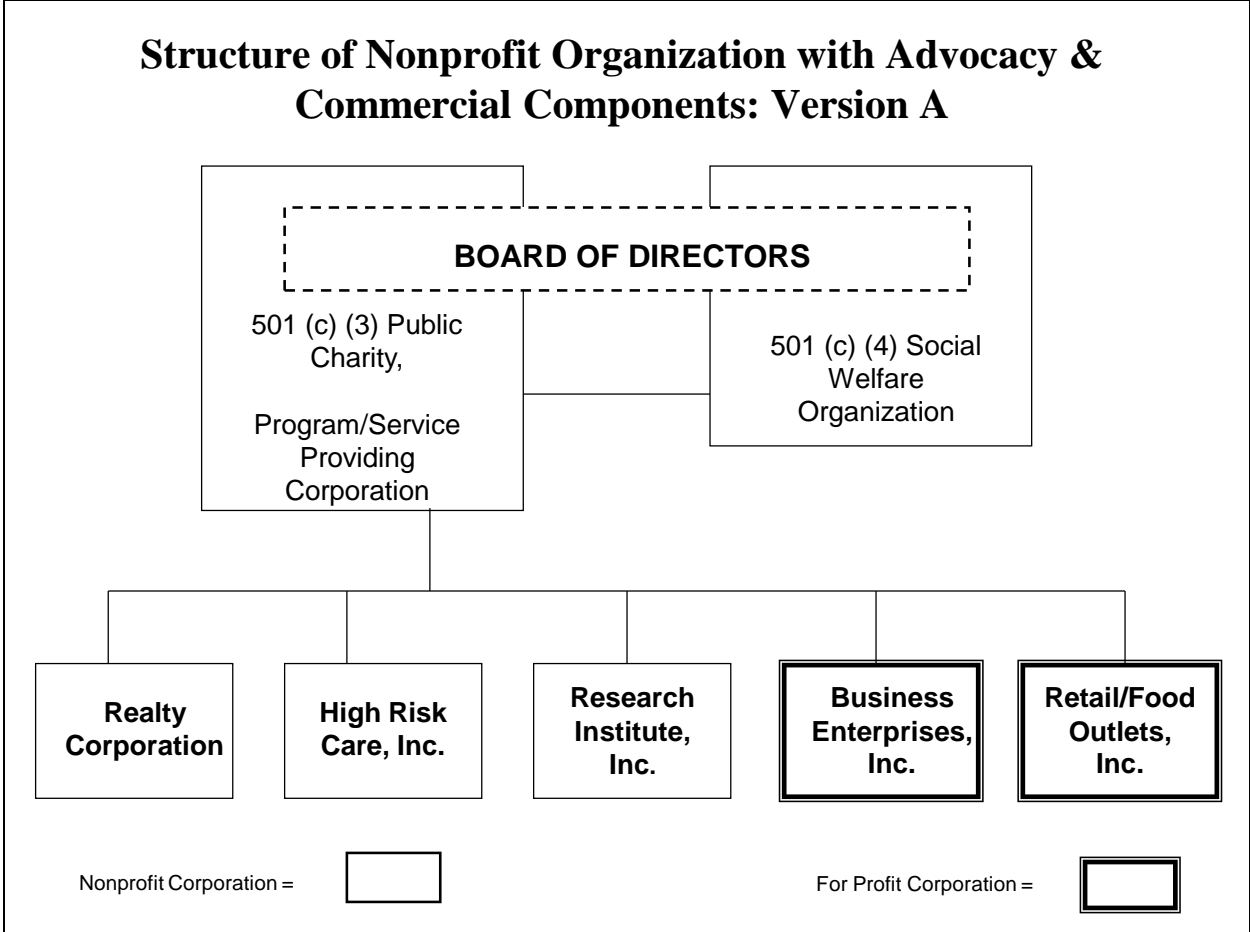 Structure of Nonprofit Organization with Advocacy &
Commercial Components: Version A
BOARD OF DIRECTORS
501 (c) (3) Public
Charity,
Program/Service
Providing
Corporation
501 (c) (4) Social
Welfare
Organization
Realty
Corporation
High Risk
Care, Inc.
Research
Institute,
Inc.
Business
Enterprises,
Inc.
Retail/Food
Outlets,
Inc.
Nonprofit Corporation =
For Profit Corporation =